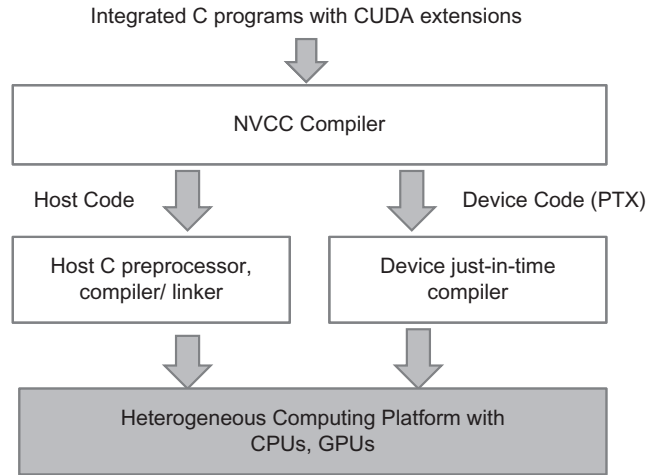 Integrated C programs with CUDA extensions
NVCC Compiler
Host Code
Device Code (PTX)
Host C preprocessor,
compiler/ linker
Device just-in-time
compiler
Heterogeneous Computing Platform with
CPUs, GPUs